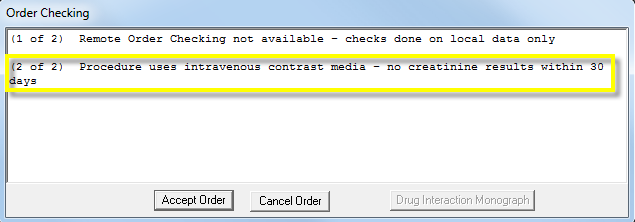 Order Checking
(1 of 2)  Remote Order Checking not available - checks done on local data only
(2 of 2)  Procedure uses intravenous contrast media - no creatinine results within 30
days
Accept Order
Cancel Order
Drug Interaction Monograph